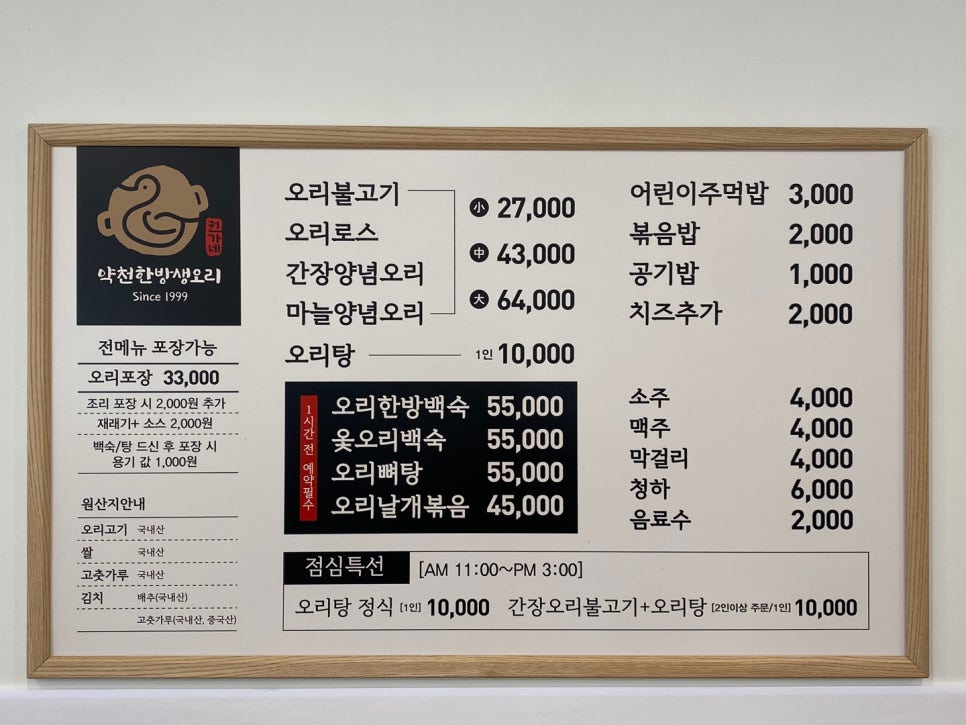 전가네
약천한방생오리
Since 1999
전메뉴 포장가능
오리포장 33,000
조리 포장 시 2,000원 추가
재래기+ 소스 2,000원
백숙/탕 드신 후 포장 시
용기 값 1,000원
원산지안내
오리고기 국내산
쌀 국내산
고춧가루 국내산
김치 배추(국내산)
고춧가루(국내산, 중국산)
오리불고기
오리로스
간장양념오리
마늘양념오리
小 27,000
中 43,000
大 64,000
오리탕 1인 10,000
1시간 전 예약필수
오리한방백숙 55,000
옻오리백숙 55,000
오리뼈탕 55,000
오리날개볶음 45,000
어린이주먹밥 3,000
볶음밥 2,000
공기밥 1,000
치즈추가 2,000
소주 4,000
맥주 4,000
막걸리 4,000
청하 6,000
음료수 2,000
점심특선 [AM 11:00~PM 3:00]
오리탕 정식 [1인] 10,000 간장오리불고기+오리탕 [2인이상 주문/1인] 10,000